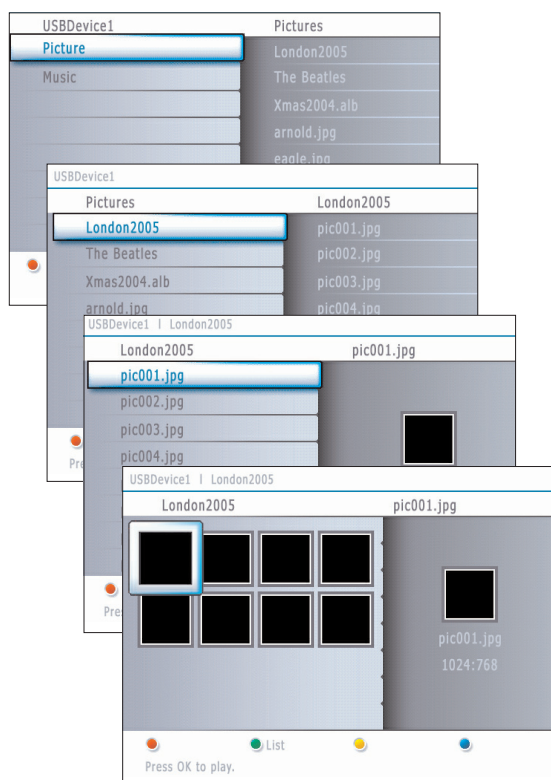 USBDevice1 Pictures
Picture London2005
Music The Beatles
Xmas2004.alb
arnold.jpg
eagle.jpg
USBDevice1
Pictures London2005
London2005 pic001.jpg
The Beatles pic002.jpg
Xmas2004.alb pic003.jpg
arnold.jpg pic004.jpg
USBDevice1 | London2005
London2005 pic001.jpg
pic001.jpg
pic002.jpg
pic003.jpg
pic004.jpg
Pre
Pre
USBDevice1 | London2005
London2005 pic001.jpg
pic001.jpg
1024:768
List
Press OK to play.